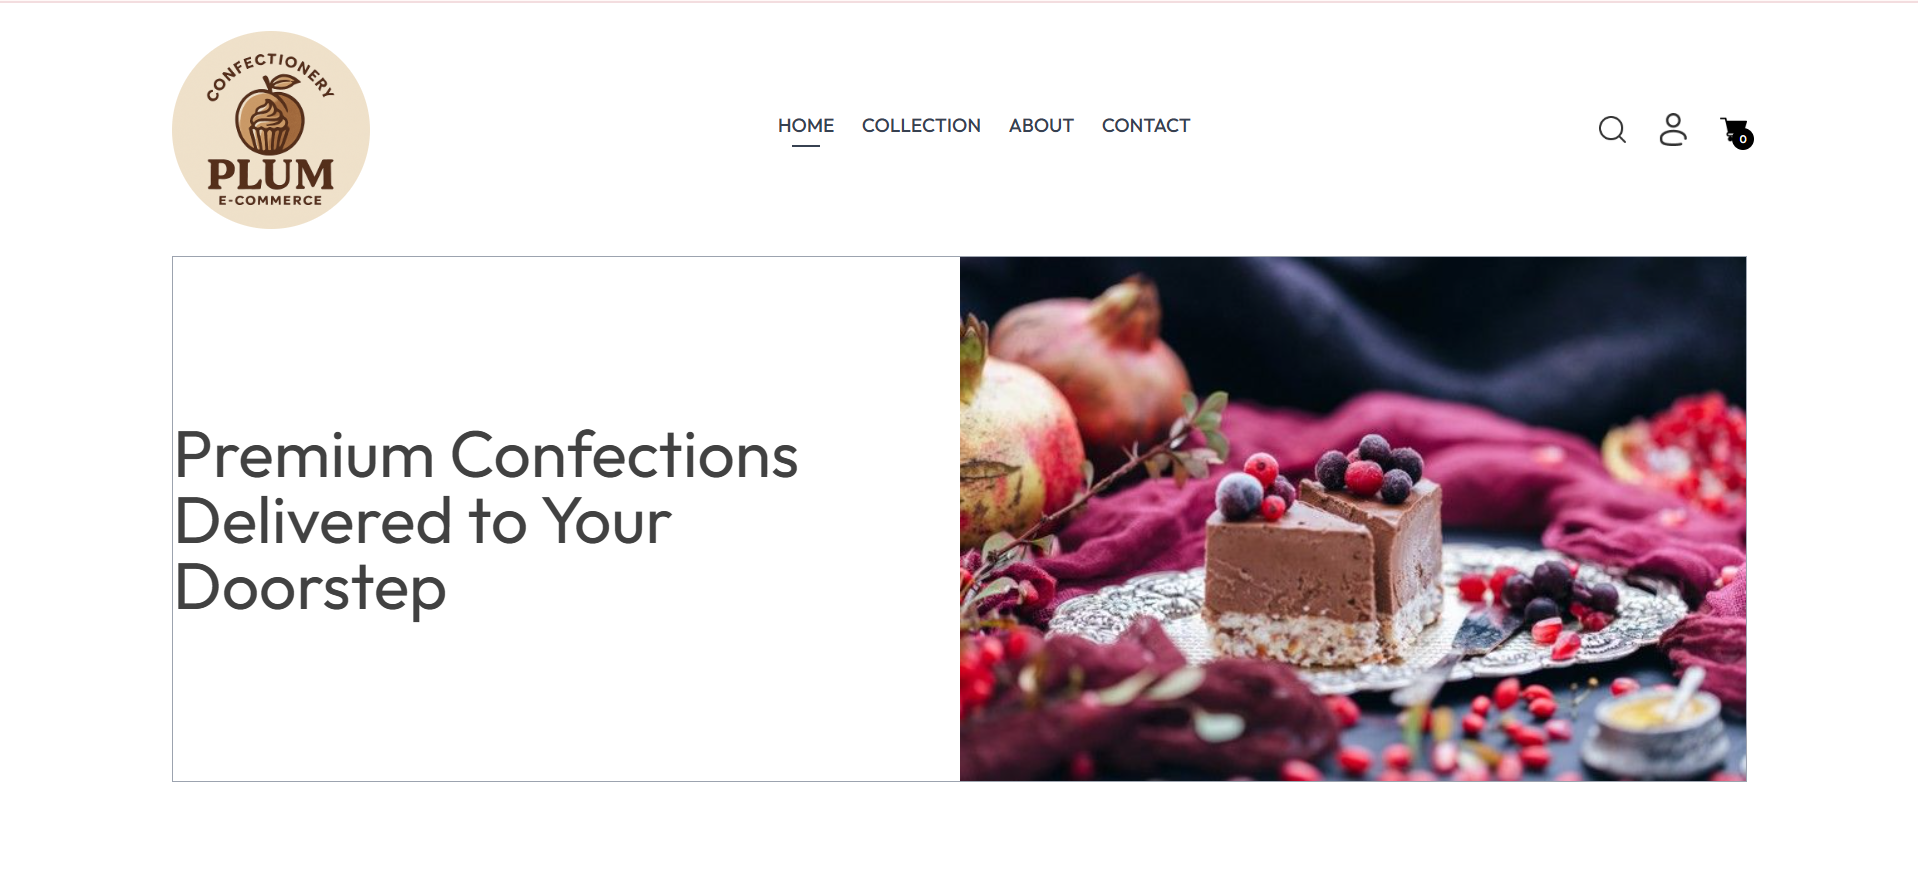 CONFECTIONERY
PLUM
E-COMMERCE
HOME COLLECTION ABOUT CONTACT
0
Premium Confections
Delivered to Your
Doorstep